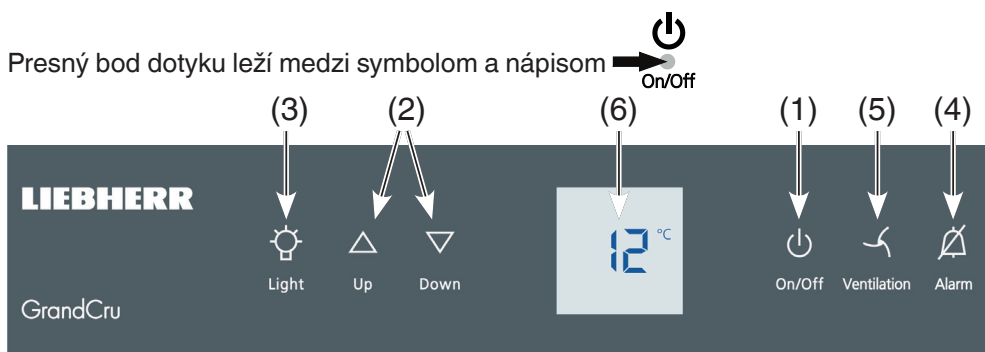 Presný bod dotyku leží medzi symbolom a nápisom
On/Off
(3) (2) (6) (1) (5) (4)
LIEBHERR
12 °C
Light Up Down On/Off Ventilation Alarm
GrandCru